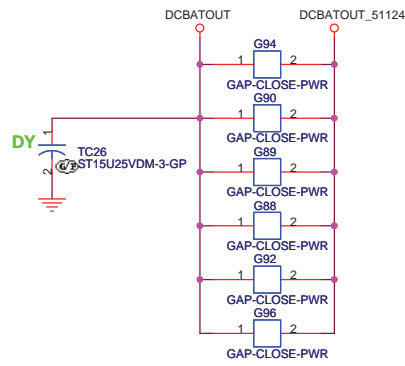 DCBATOUT DCBATOUT_51124
G94
1 2
GAP-CLOSE-PWR
G90
1 2
GAP-CLOSE-PWR
DY
1
2
TC26
ST15U25VDM-3-GP
G89
1 2
GAP-CLOSE-PWR
G88
1 2
GAP-CLOSE-PWR
G92
1 2
GAP-CLOSE-PWR
G96
1 2
GAP-CLOSE-PWR